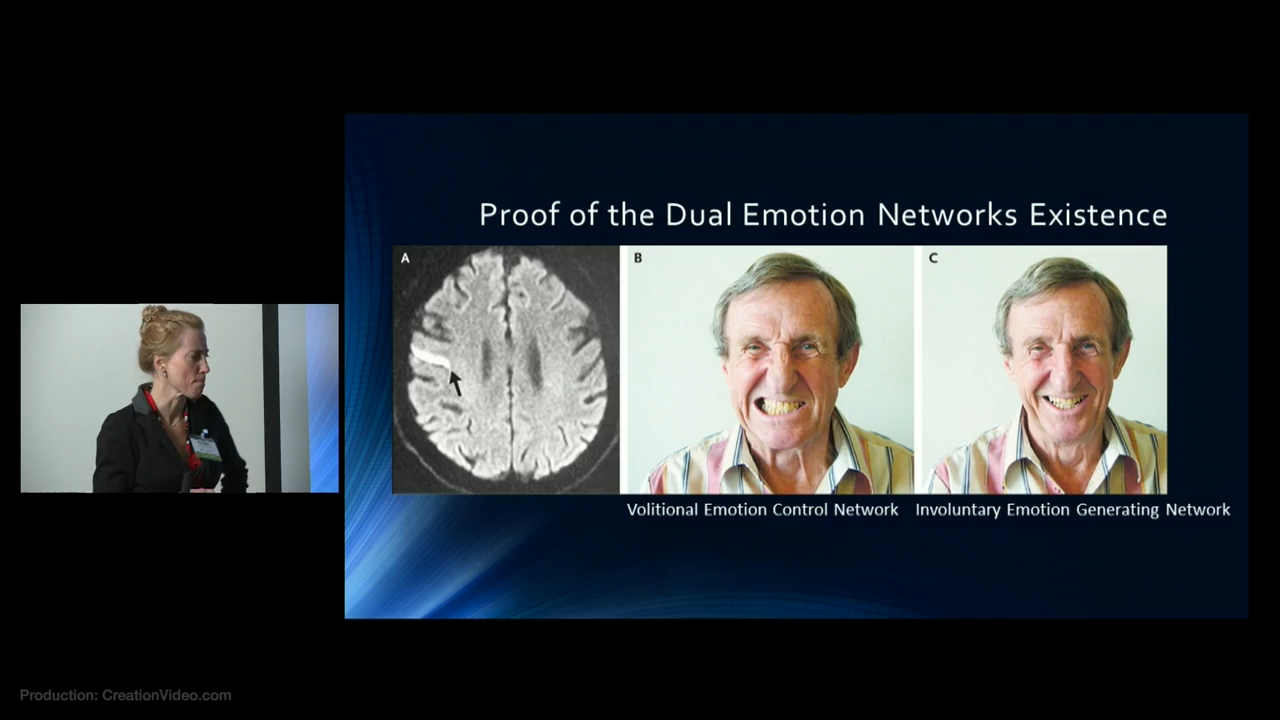 Proof of the Dual Emotion Networks Existence
A
B
C
Volitional Emotion Control Network
Involuntary Emotion Generating Network
Production: CreationVideo.com